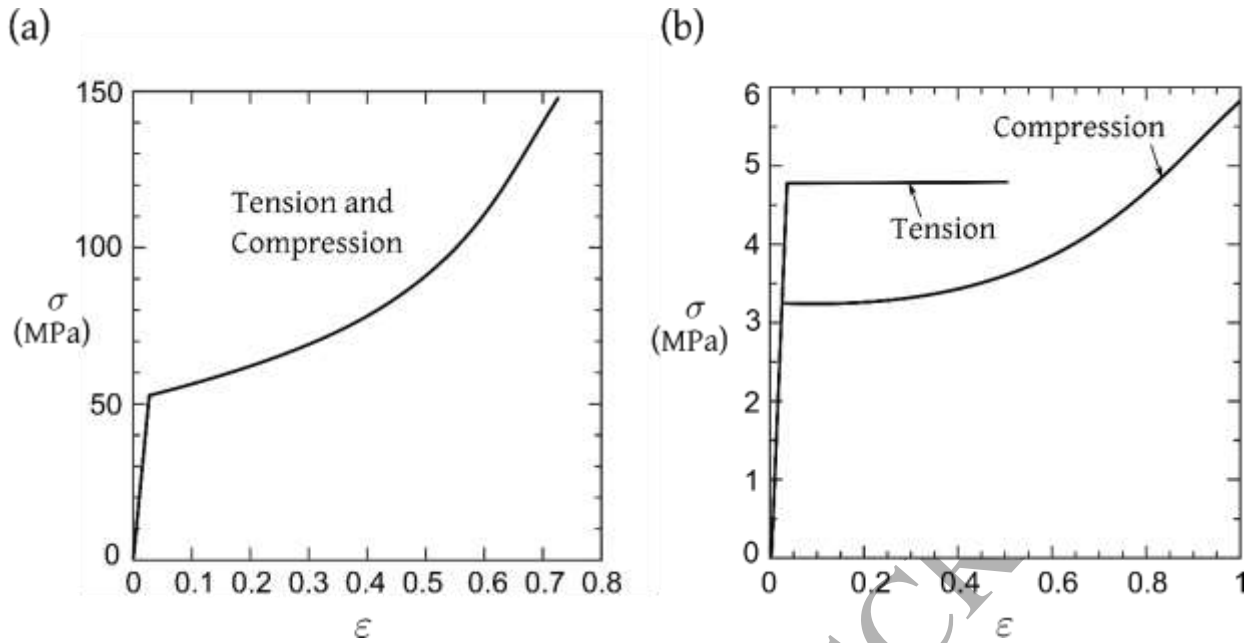 (a)
150
100
50
0
σ
(MPa)
Tension and
Compression
0 0.1 0.2 0.3 0.4 0.5 0.6 0.7 0.8
ε
(b)
6
5
4
3
2
1
0
σ
(MPa)
Compression
Tension
0 0.2 0.4 0.6 0.8 1
ε